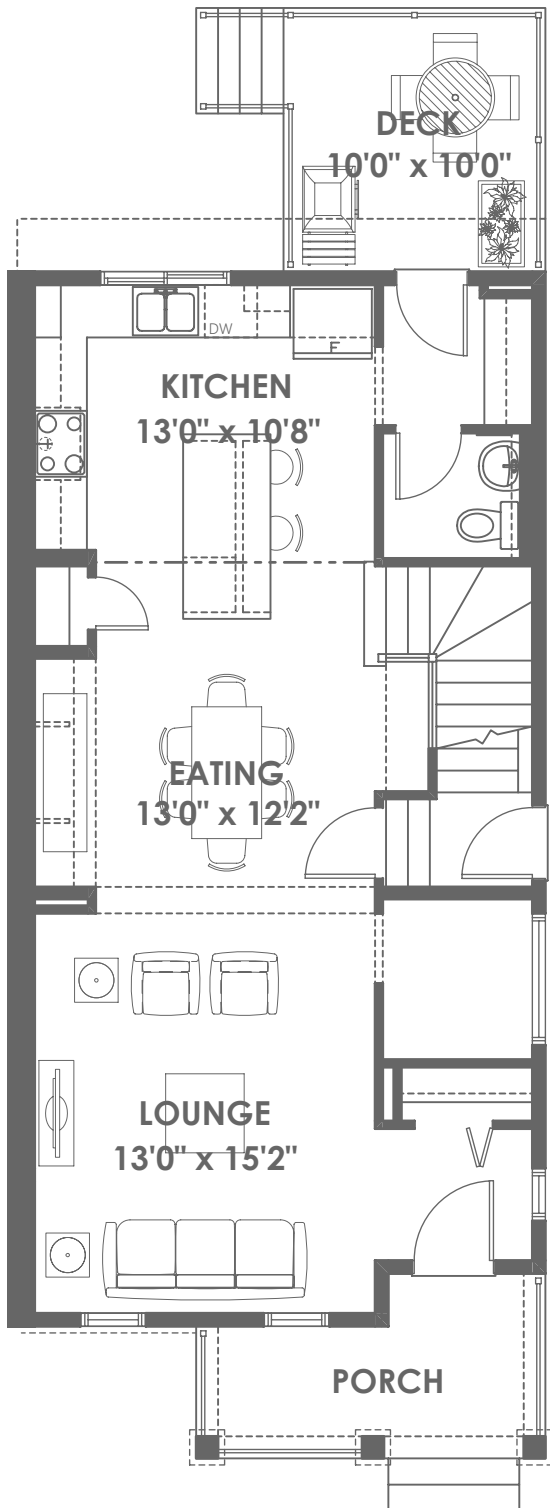 DECK
10'0" x 10'0"
DW
F
KITCHEN
13'0" x 10'8"
EATING
13'0" x 12'2"
LOUNGE
13'0" x 15'2"
PORCH